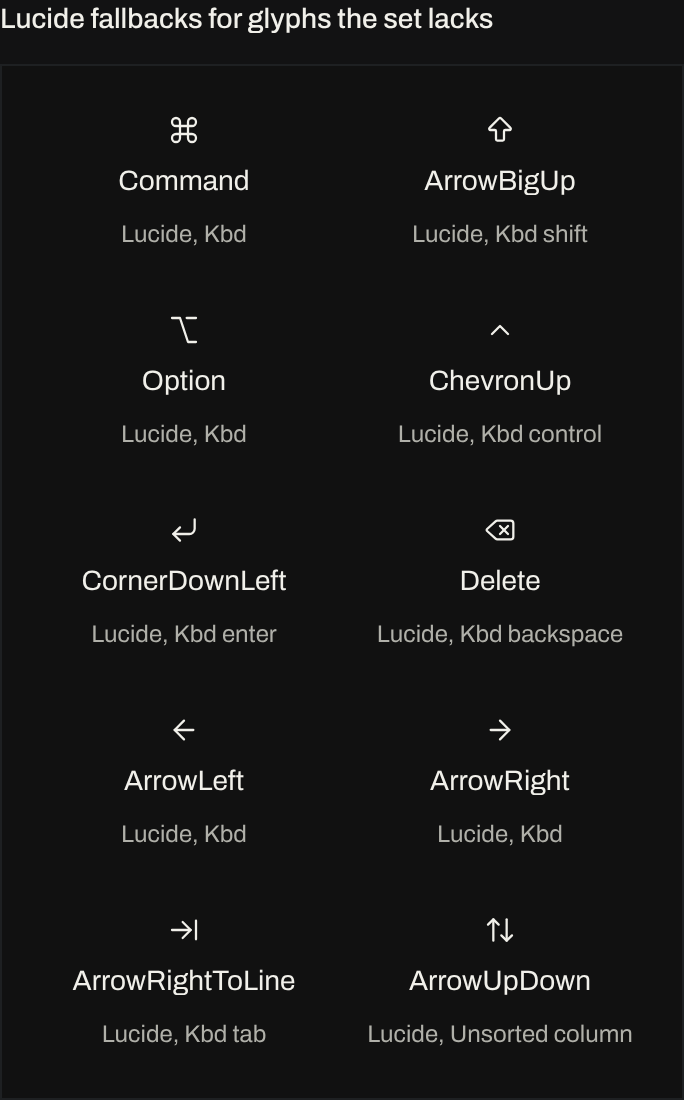 Lucide fallbacks for glyphs the set lacks
Command
ArrowBigUp
Lucide, Kbd
Lucide, Kbd shift
Option
ChevronUp
Lucide, Kbd
Lucide, Kbd control
CornerDownLeft
Delete
Lucide, Kbd enter
Lucide, Kbd backspace
ArrowLeft
ArrowRight
Lucide, Kbd
Lucide, Kbd
ArrowRightToLine
ArrowUpDown
Lucide, Kbd tab
Lucide, Unsorted column